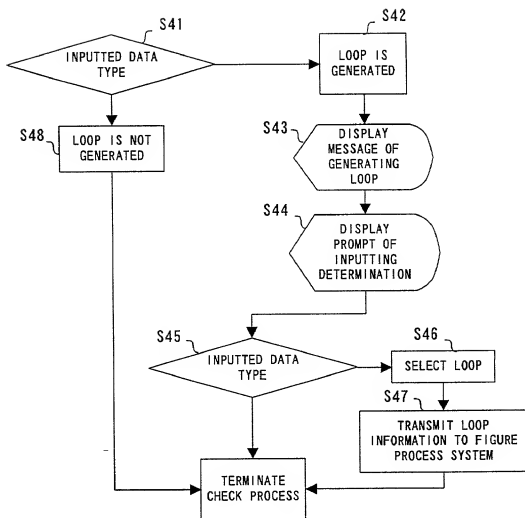 S41
INPUTTED DATA
TYPE
S42
LOOP IS
GENERATED
S48
LOOP IS NOT
GENERATED
S43
DISPLAY
MESSAGE OF
GENERATING
LOOP
S44
DISPLAY
PROMPT OF
INPUTTING
DETERMINATION
S45
INPUTTED DATA
TYPE
S46
SELECT LOOP
S47
TRANSMIT LOOP
INFORMATION TO FIGURE
PROCESS SYSTEM
TERMINATE
CHECK PROCESS